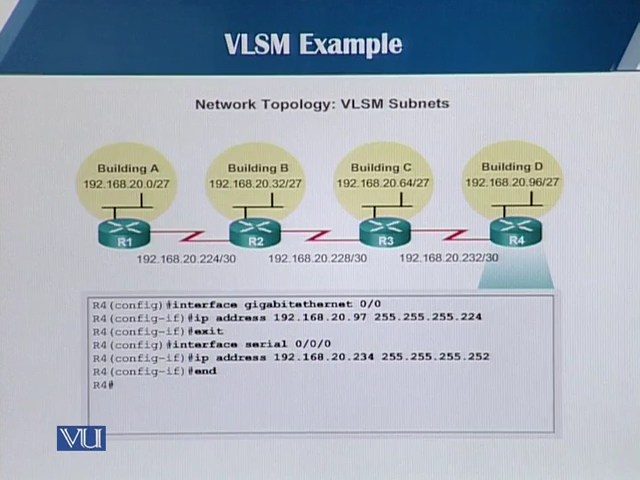 VLSM Example
Network Topology: VLSM Subnets
Building A
192.168.20.0/27
Building B
192.168.20.32/27
Building C
192.168.20.64/27
Building D
192.168.20.96/27
R1
R2
R3
R4
192.168.20.224/30
192.168.20.228/30
192.168.20.232/30
R4(config)#interface gigabitethernet 0/0
R4(config-if)#ip address 192.168.20.97 255.255.255.224
R4(config-if)#exit
R4(config)#interface serial 0/0/0
R4(config-if)#ip address 192.168.20.234 255.255.255.252
R4(config-if)#end
R4#
VU